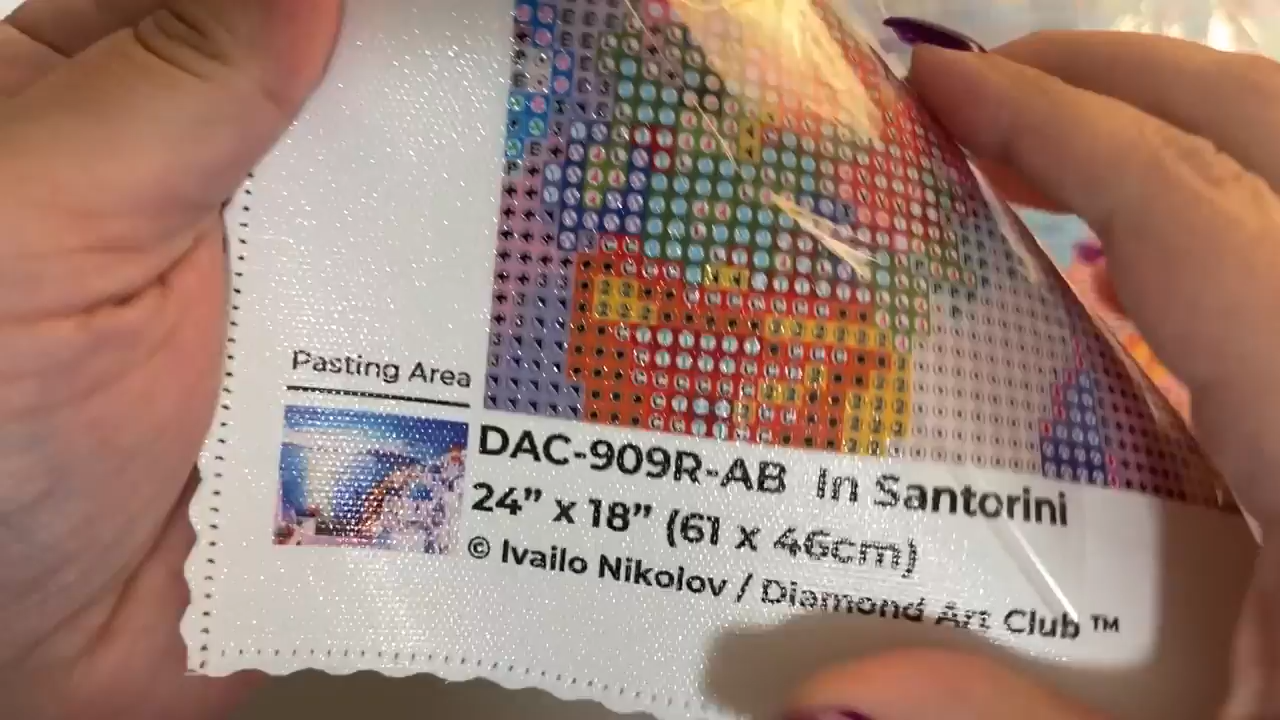 Pasting Area
DAC-909R-AB In Santorini
24” x 18” (61 x 46cm)
© Ivailo Nikolov / Diamond Art Club ™